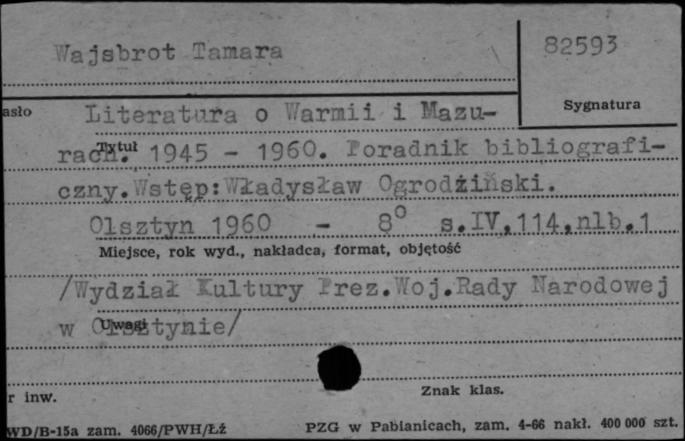 Wajsbrot Tamara
82593
asło
Literatura o Warmii i Mazu-
Sygnatura
Tytuł
rach. 1945 - 1960. Poradnik bibliografi-
czny. Wstęp: Władysław Ogrodziński.
Olsztyn 1960 - 8° s.IV,114,nlb.1
Miejsce, rok wyd., nakładca, format, objętość
/Wydział Kultury Prez.Woj.Rady Narodowej
Uwagi
w Olsztynie/
r inw.
Znak klas.
WD/B-15a zam. 4066/PWH/Łź
PZG w Pabianicach, zam. 4-66 nakł. 400 000 szt.